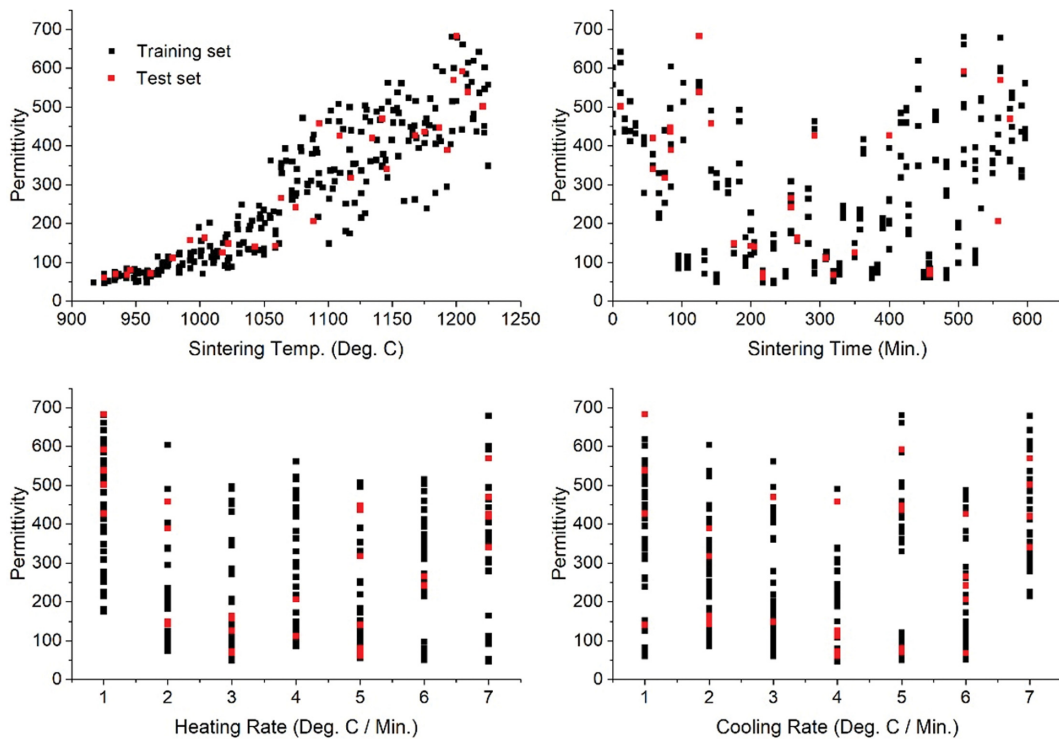 700
600
500
400
300
200
100
0
Permittivity
Training set
Test set
900 950 1000 1050 1100 1150 1200 1250
Sintering Temp. (Deg. C)
700
600
500
400
300
200
100
0
Permittivity
0 100 200 300 400 500 600
Sintering Time (Min.)
700
600
500
400
300
200
100
0
Permittivity
1 2 3 4 5 6 7
Heating Rate (Deg. C / Min.)
700
600
500
400
300
200
100
0
Permittivity
1 2 3 4 5 6 7
Cooling Rate (Deg. C / Min.)